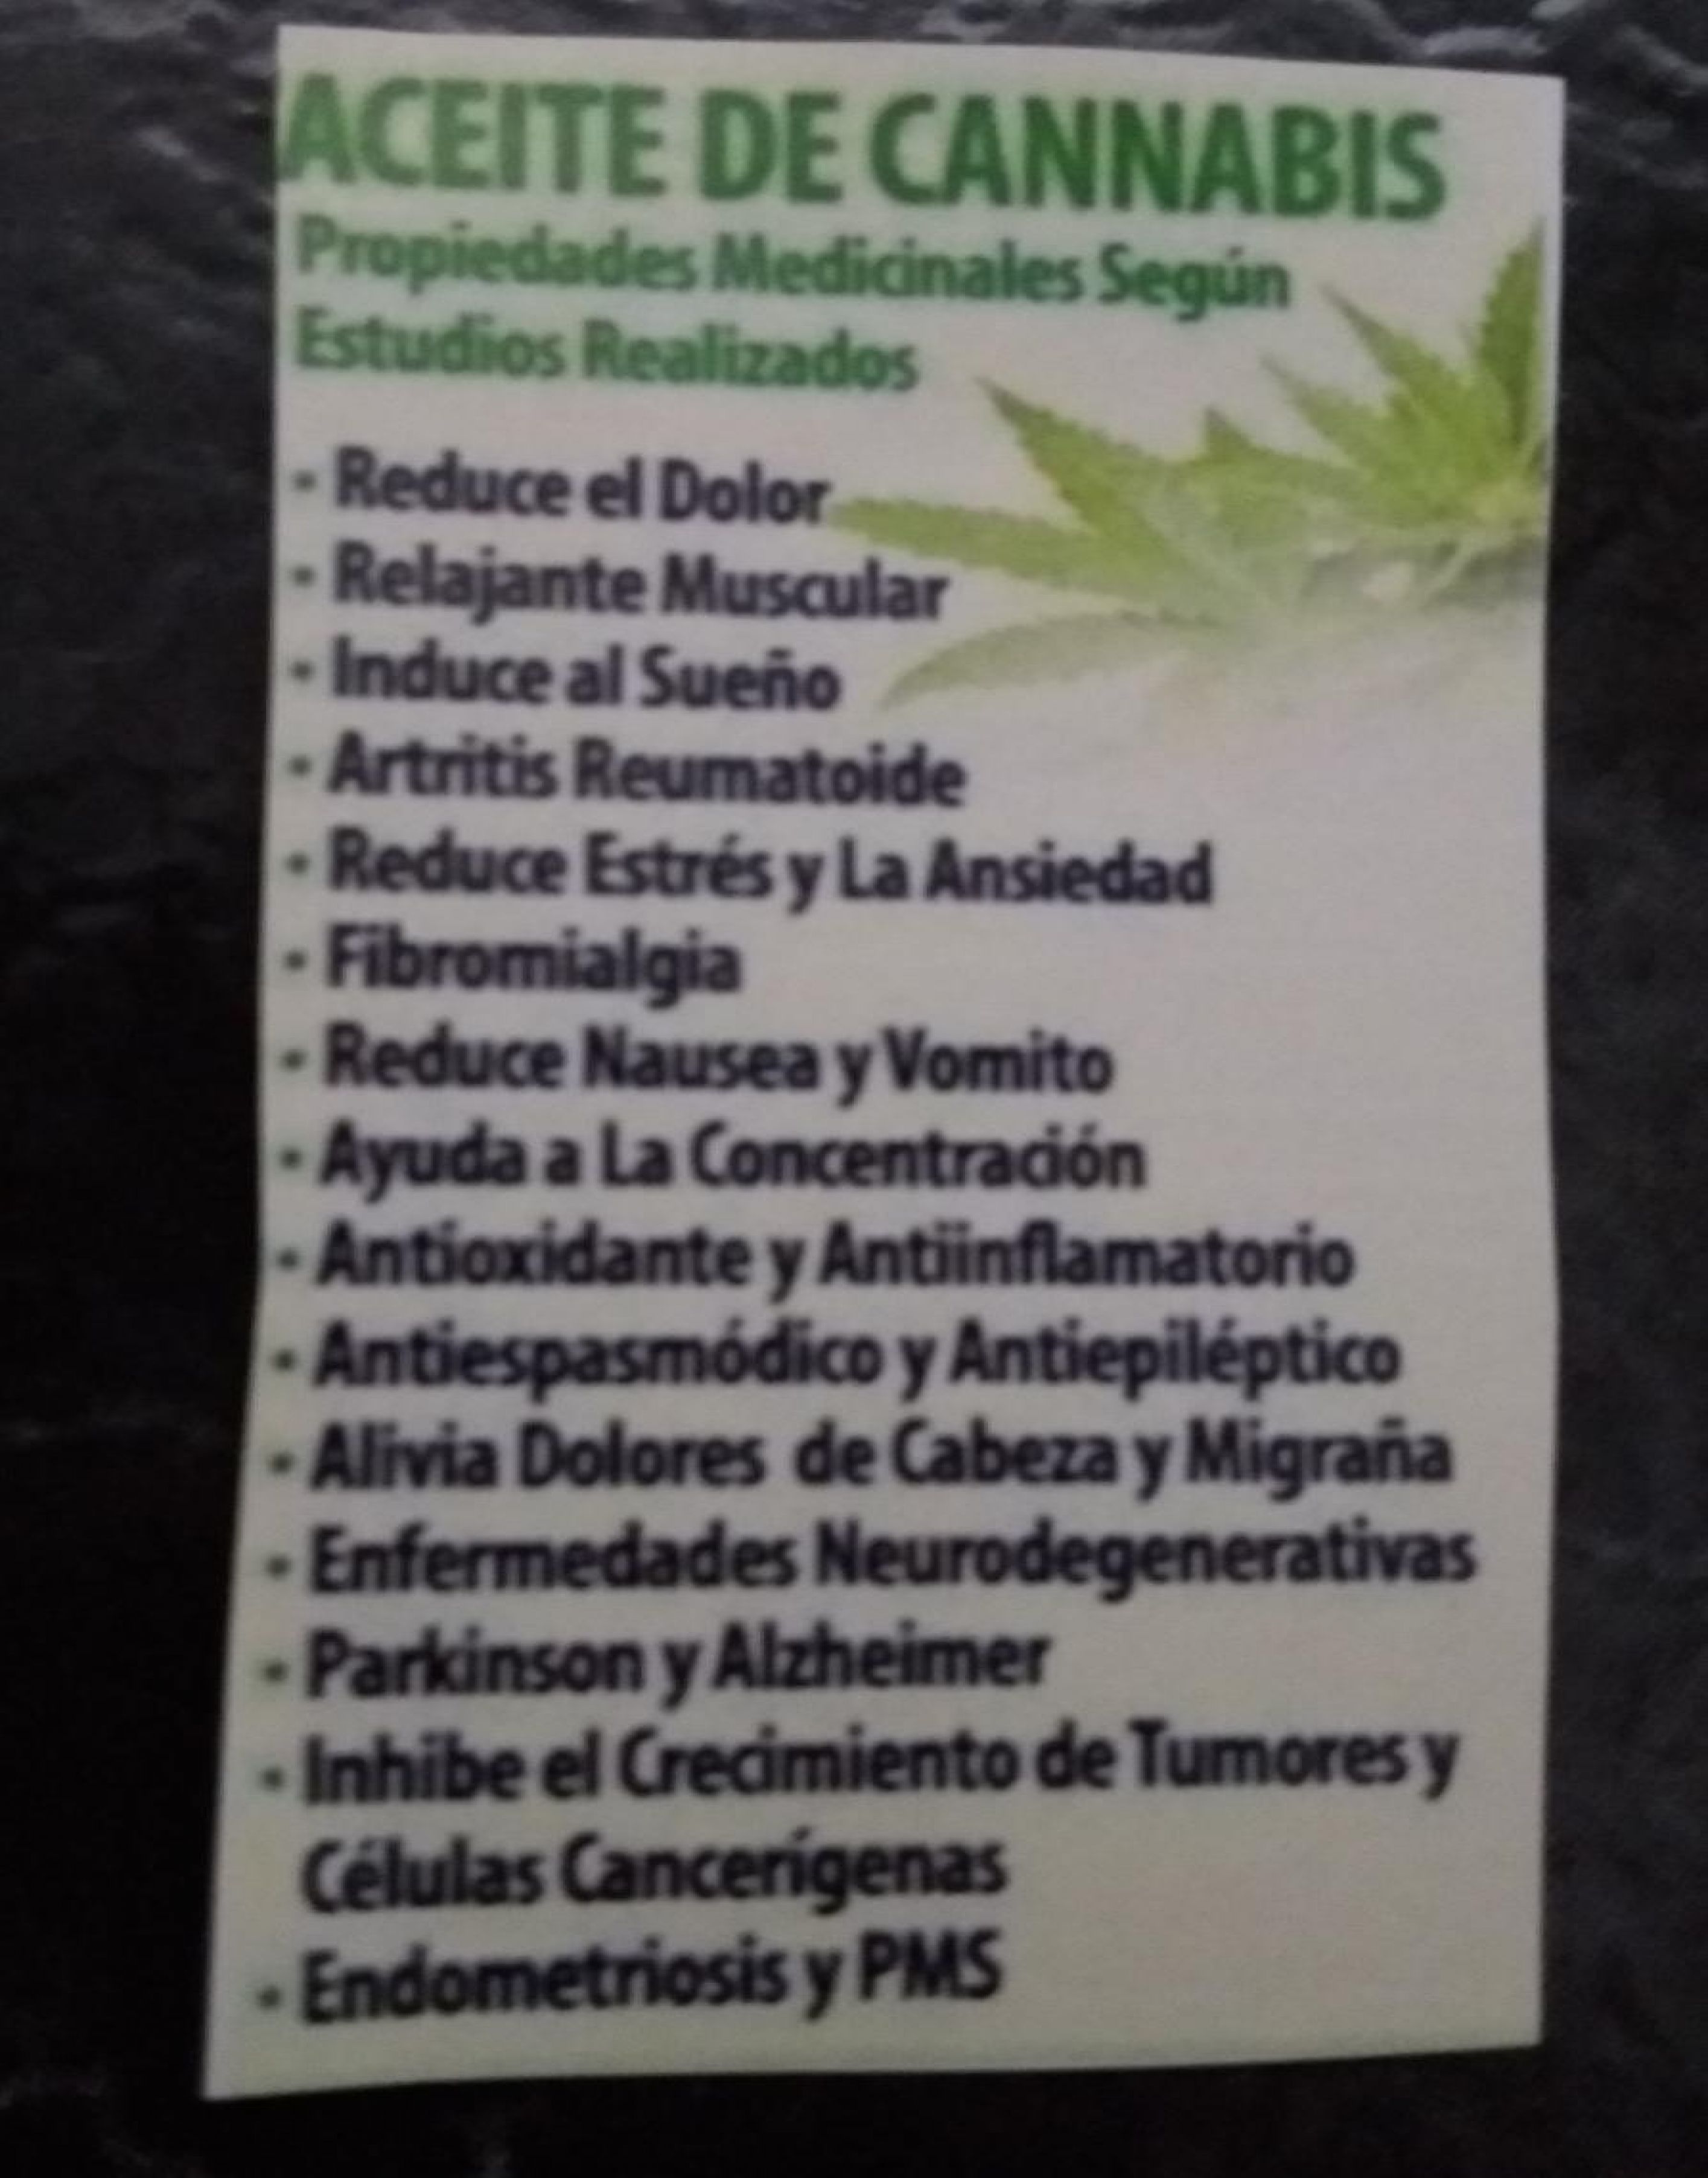 ACEITE DE CANNABIS
Propiedades Medicinales Según
Estudios Realizados
• Reduce el Dolor
• Relajante Muscular
• Induce al Sueño
• Artritis Reumatoide
• Reduce Estrés y La Ansiedad
• Fibromialgia
• Reduce Nausea y Vomito
• Ayuda a La Concentración
• Antioxidante y Antiinflamatorio
• Antiespasmódico y Antiepiléptico
• Alivia Dolores de Cabeza y Migraña
• Enfermedades Neurodegenerativas
• Parkinson y Alzheimer
• Inhibe el Crecimiento de Tumores y
Células Cancerígenas
• Endometriosis y PMS